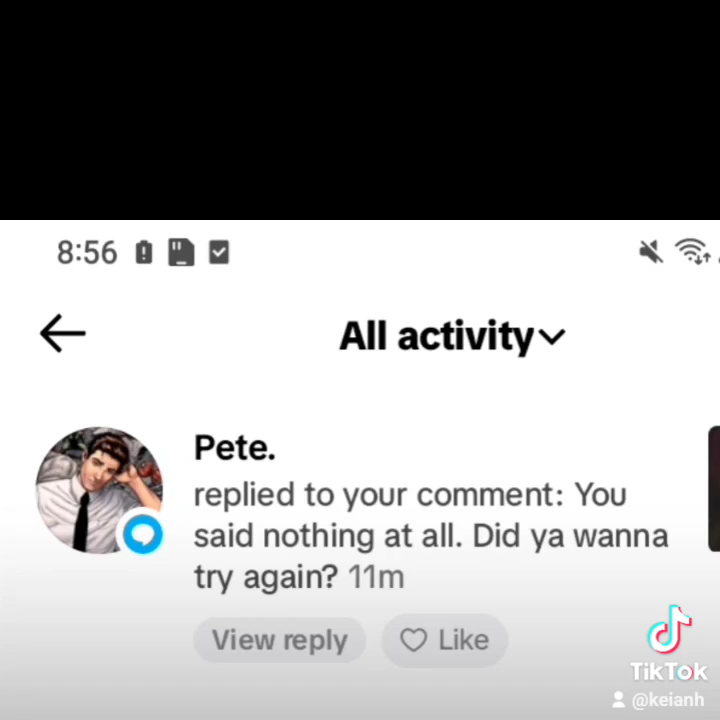 8:56
All activity
Pete.
replied to your comment: You
said nothing at all. Did ya wanna
try again? 11m
View reply Like
TikTok
@keianh